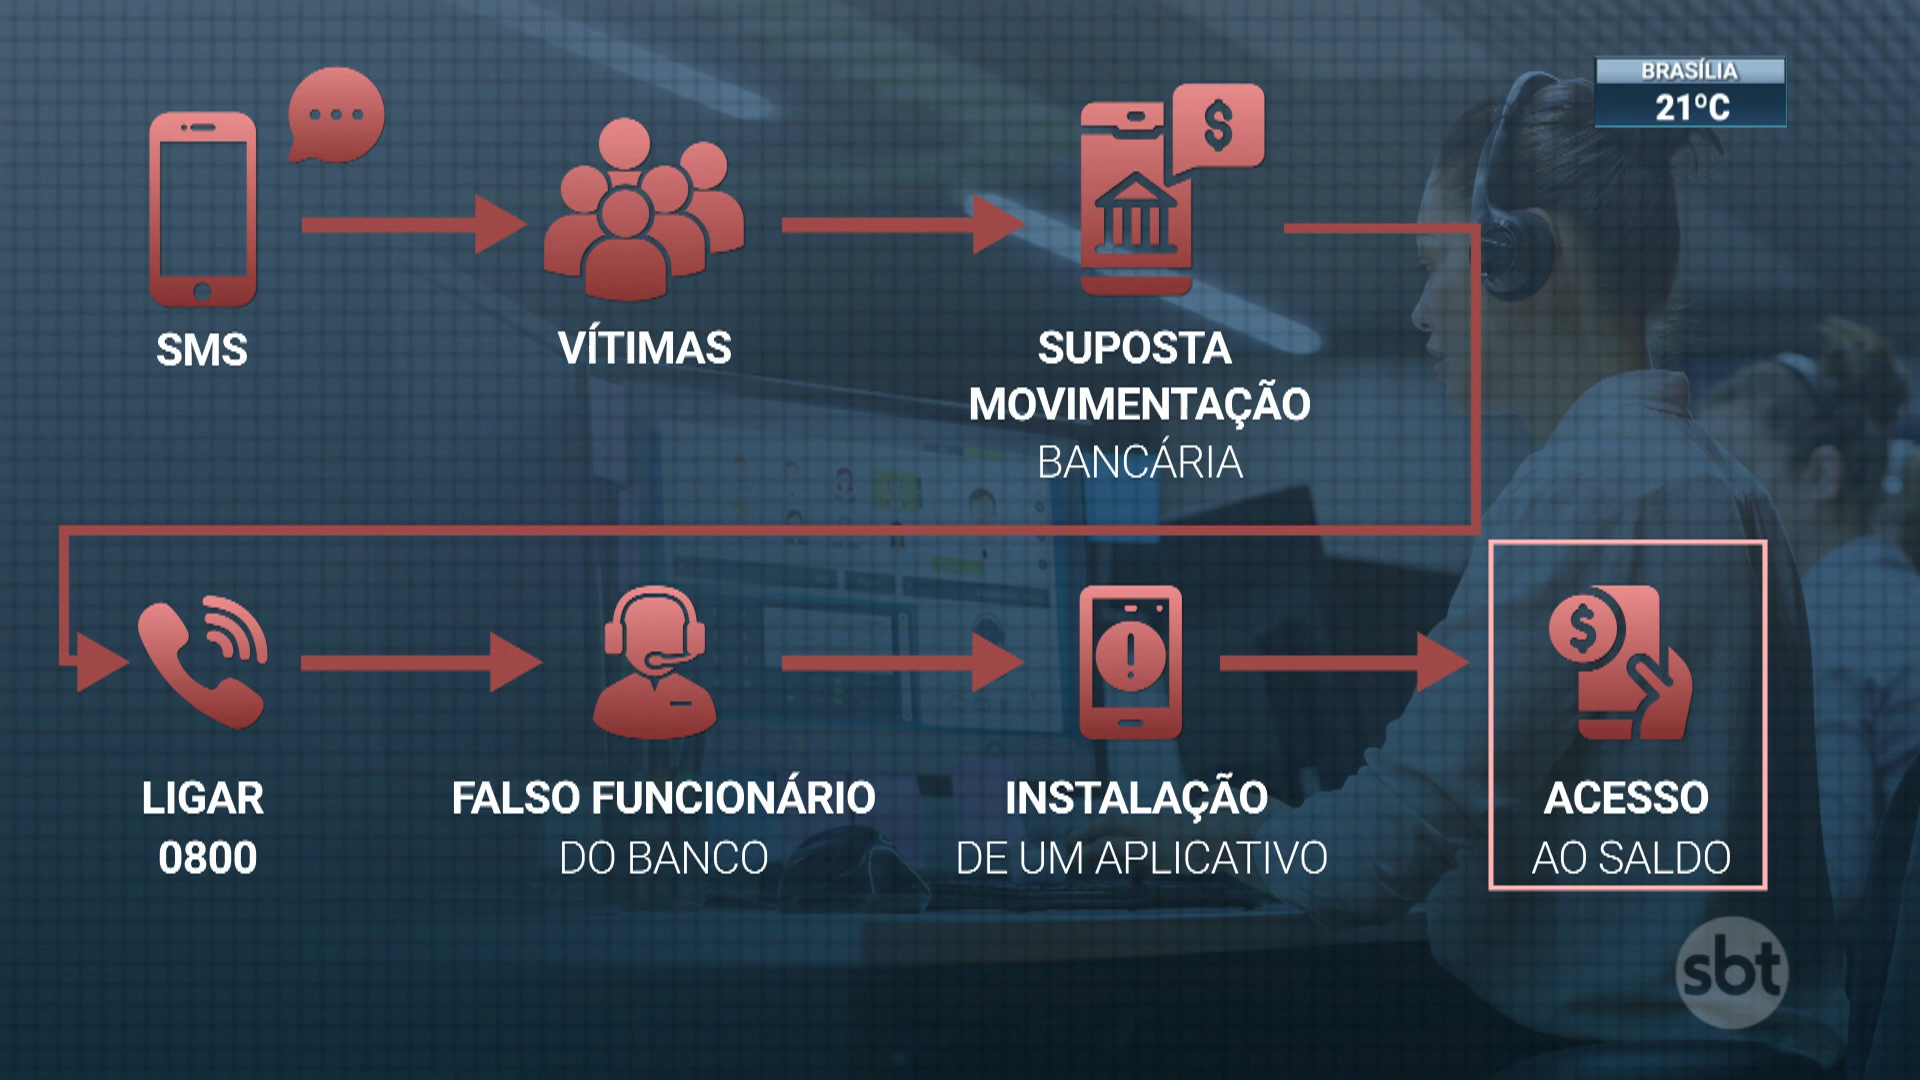 BRASÍLIA
21ºC
SMS
VÍTIMAS
SUPOSTA
MOVIMENTAÇÃO
BANCÁRIA
LIGAR
0800
FALSO FUNCIONÁRIO
DO BANCO
INSTALAÇÃO
DE UM APLICATIVO
ACESSO
AO SALDO
sbt